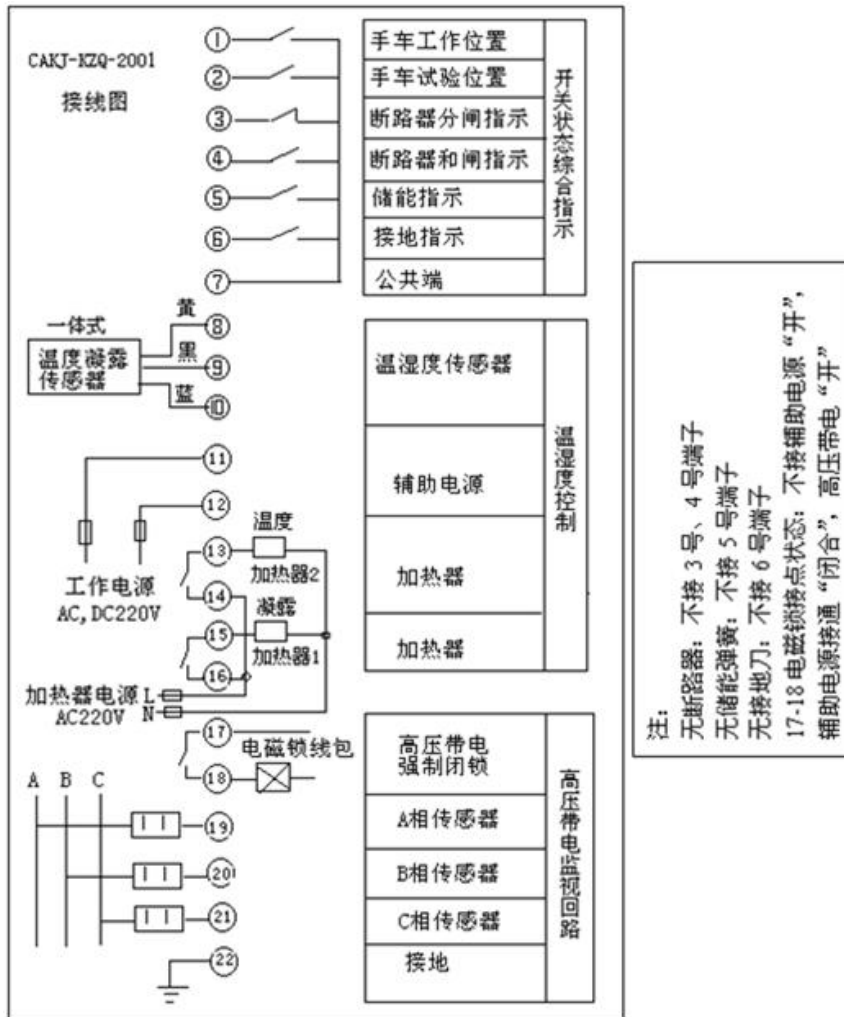 CAKJ-KZQ-2001
接线图
①
手车工作位置
②
手车试验位置
③
断路器分闸指示
④
断路器和闸指示
⑤
储能指示
⑥
接地指示
⑦
公共端
开关状态综合指示
一体式
温度凝露
传感器
黄
⑧
黑
⑨
蓝
⑩
温湿度传感器
⑪
⑫
辅助电源
工作电源
AC,DC220V
⑬
温度
加热器2
⑭
加热器
⑮
凝露
加热器1
⑯
加热器
温湿度控制
加热器电源 L
AC220V N
⑰
电磁锁线包
⑱
高压带电
强制闭锁
A B C
⑲
A相传感器
⑳
B相传感器
㉑
C相传感器
㉒
接地
高压带电监视回路
注：
无断路器：不接 3 号、4 号端子
无储能弹簧：不接 5 号端子
无接地刀：不接 6 号端子
17-18 电磁锁接点状态：不接辅助电源“开”，
辅助电源接通“闭合”，高压带电“开”